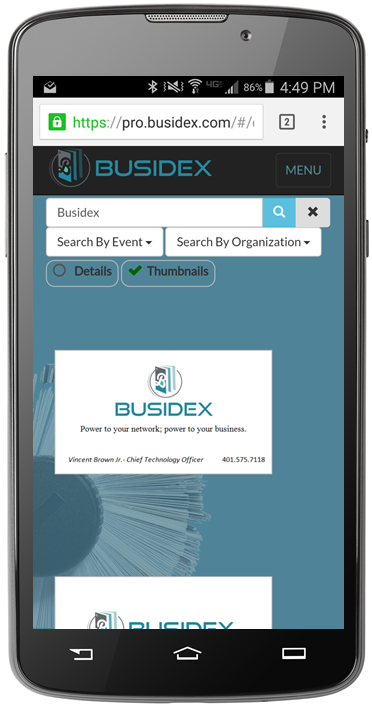 4G 86% 4:49 PM
https://pro.busidex.com/#/ 2
BUSIDEX MENU
Busidex
Search By Event Search By Organization
Details Thumbnails
BUSIDEX
Power to your network; power to your business.
Vincent Brown Jr.- Chief Technology Officer 401.575.7118
BUSIDEX